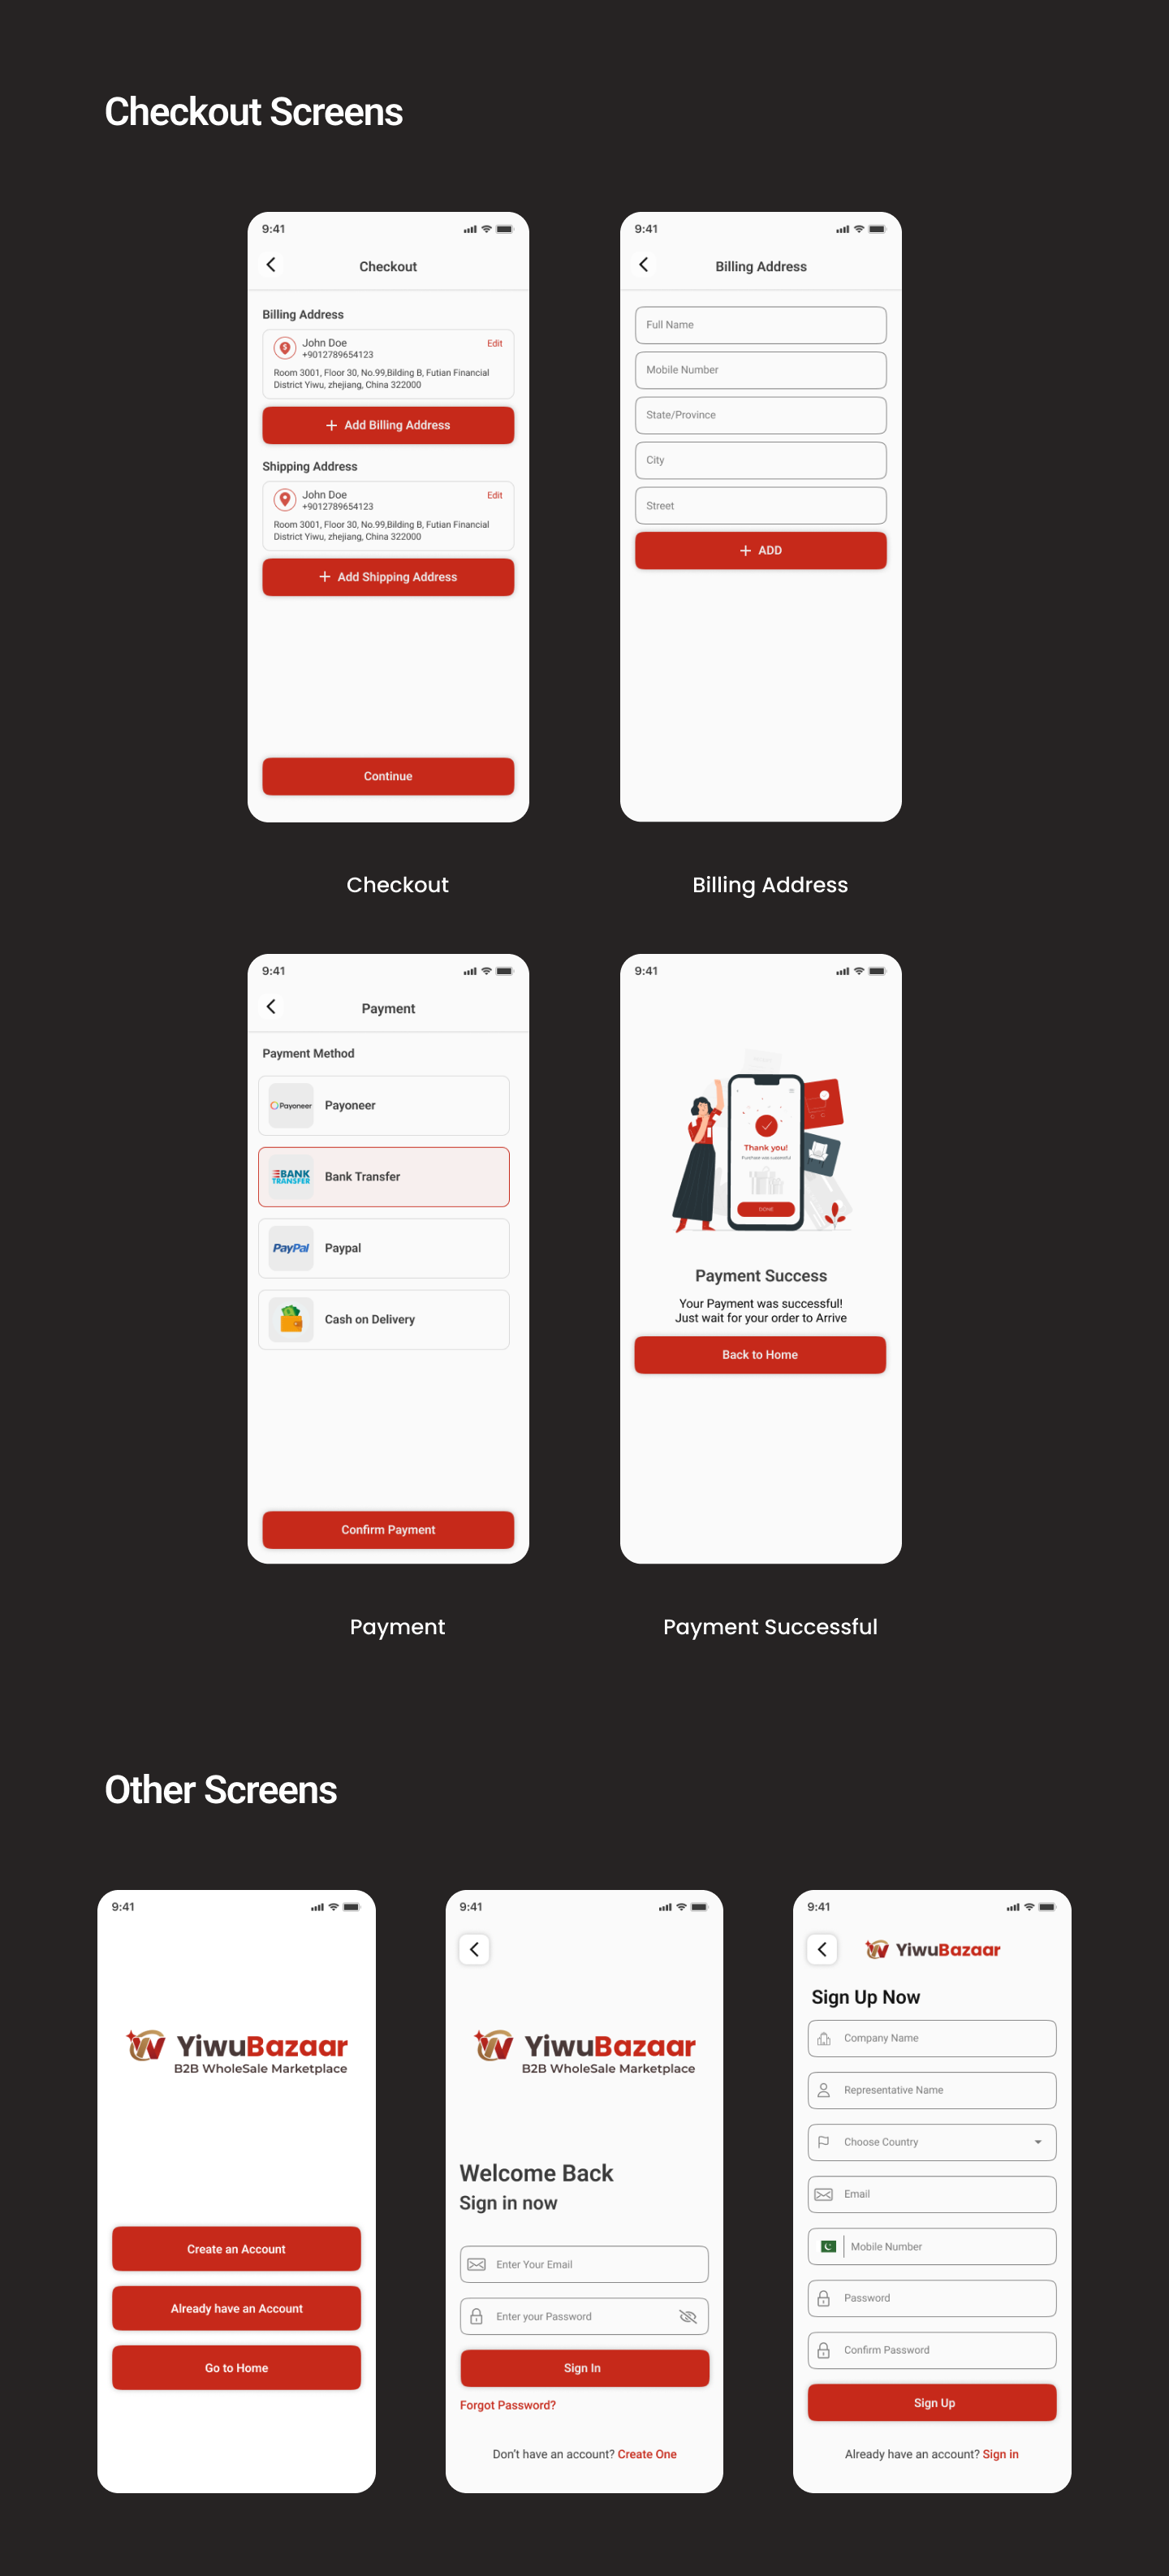 Checkout Screens
9:41
Checkout
Billing Address
John Doe
Edit
+9012789654123
Room 3001, Floor 30, No.99,Bilding B, Futian Financial
District Yiwu, zhejiang, China 322000
+ Add Billing Address
Shipping Address
John Doe
Edit
+9012789654123
Room 3001, Floor 30, No.99,Bilding B, Futian Financial
District Yiwu, zhejiang, China 322000
+ Add Shipping Address
Continue
Checkout
9:41
Billing Address
Full Name
Mobile Number
State/Province
City
Street
+ ADD
Billing Address
9:41
Payment
Payment Method
Payoneer
Payoneer
BANK
TRANSFER
Bank Transfer
PayPal
Paypal
Cash on Delivery
Confirm Payment
Payment
9:41
Thank you!
Purchase was successful
DONE
Payment Success
Your Payment was successful!
Just wait for your order to Arrive
Back to Home
Payment Successful
Other Screens
9:41
YiwuBazaar
B2B WholeSale Marketplace
Create an Account
Already have an Account
Go to Home
9:41
YiwuBazaar
B2B WholeSale Marketplace
Welcome Back
Sign in now
Enter Your Email
Enter your Password
Sign In
Forgot Password?
Don't have an account? Create One
9:41
YiwuBazaar
Sign Up Now
Company Name
Representative Name
Choose Country
Email
Mobile Number
Password
Confirm Password
Sign Up
Already have an account? Sign in